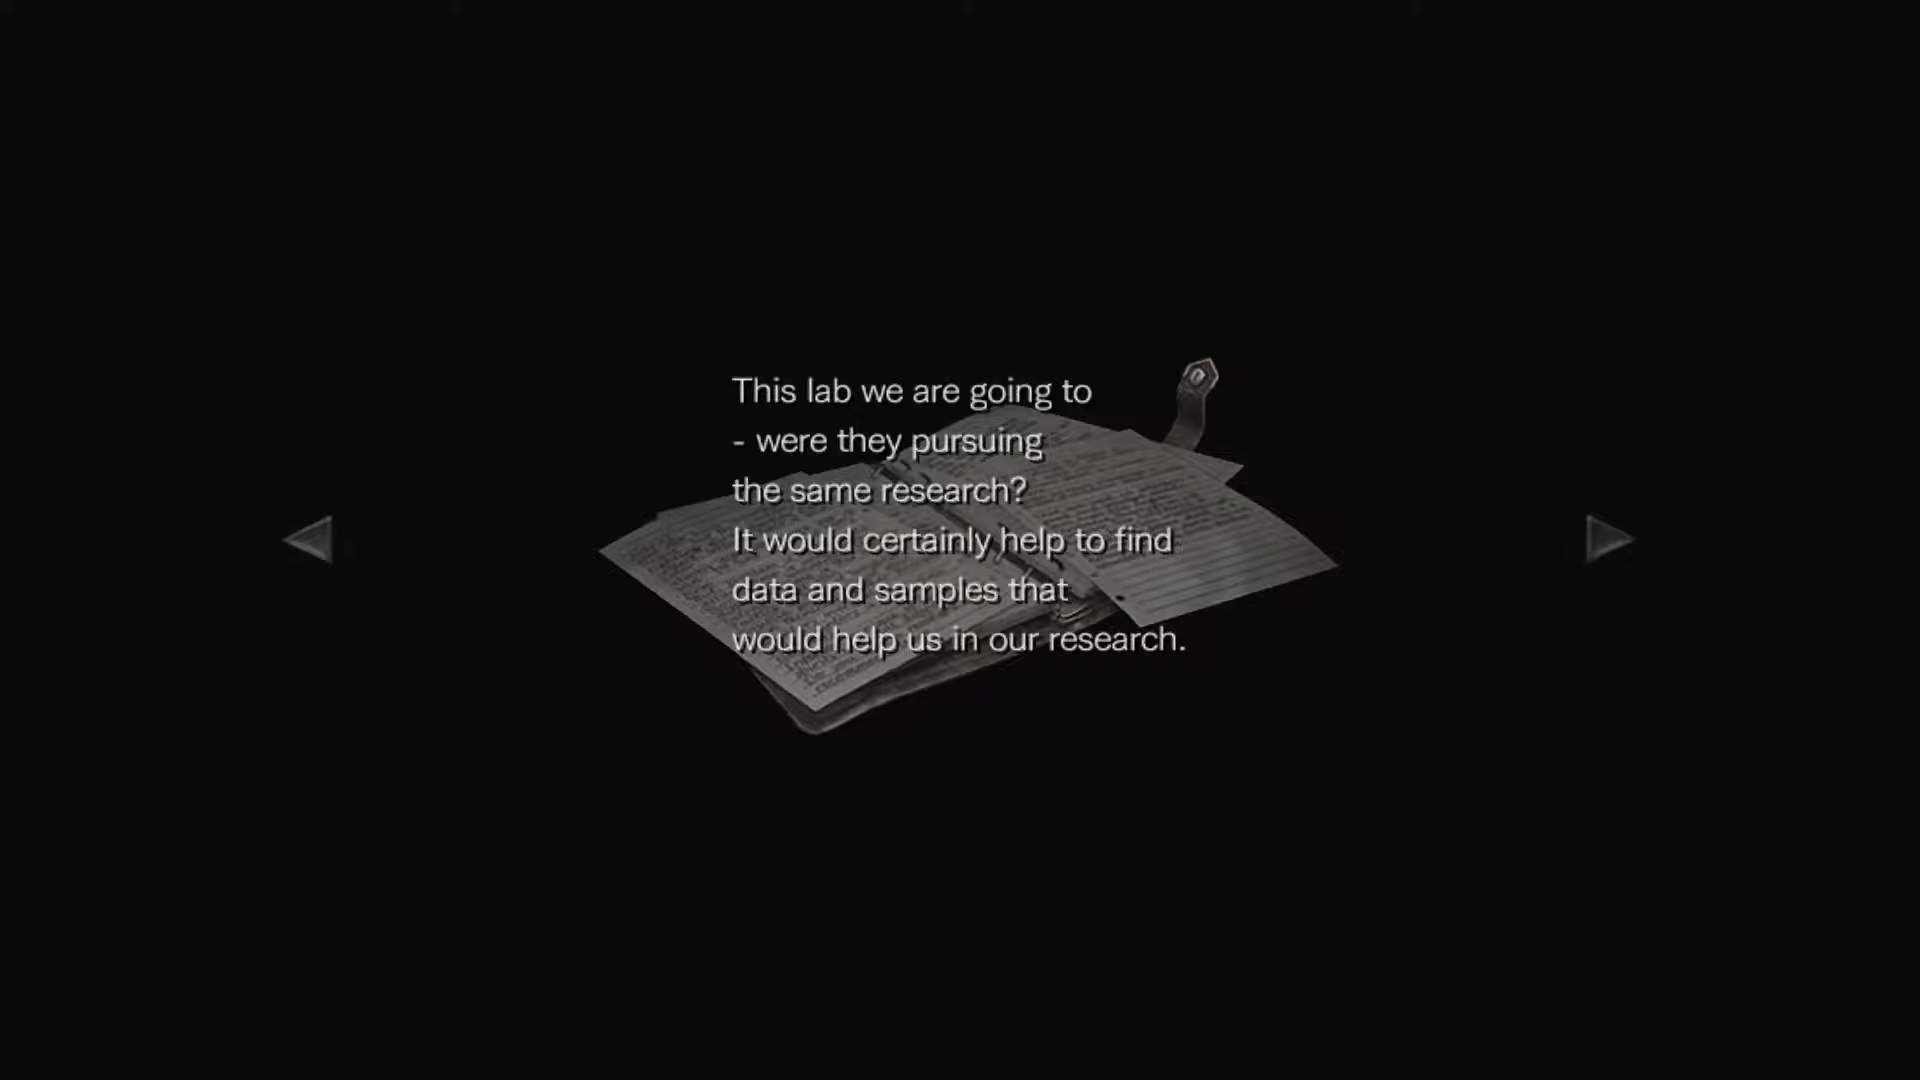 This lab we are going to
- were they pursuing
the same research?
It would certainly help to find
data and samples that
would help us in our research.